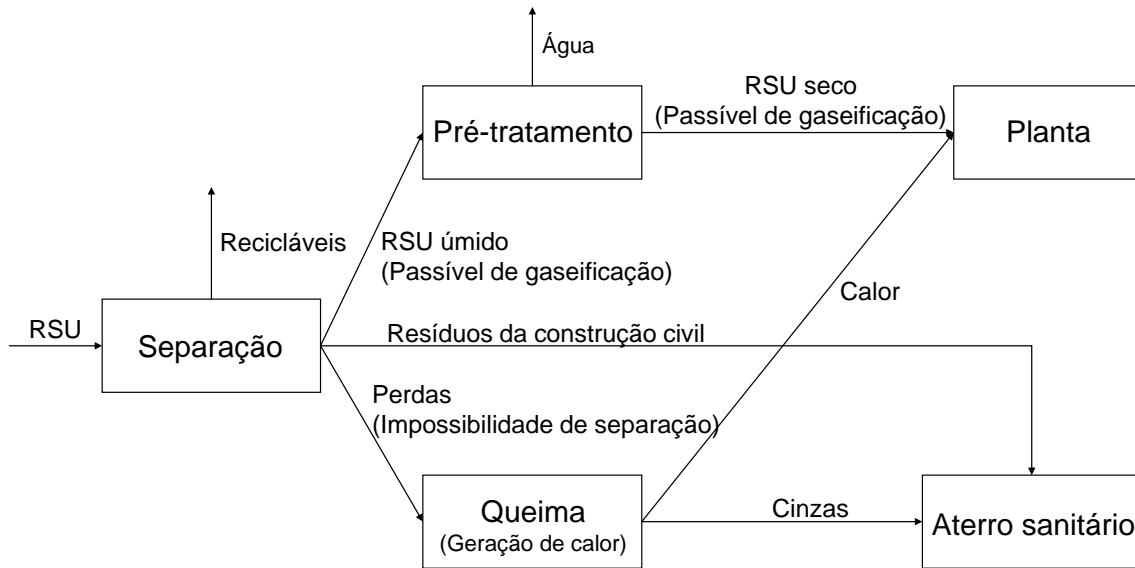 Água
RSU seco
(Passível de gaseificação)
Pré-tratamento
Planta
Recicláveis
RSU úmido
(Passível de gaseificação)
Calor
RSU
Separação
Resíduos da construção civil
Perdas
(Impossibilidade de separação)
Queima
(Geração de calor)
Cinzas
Aterro sanitário